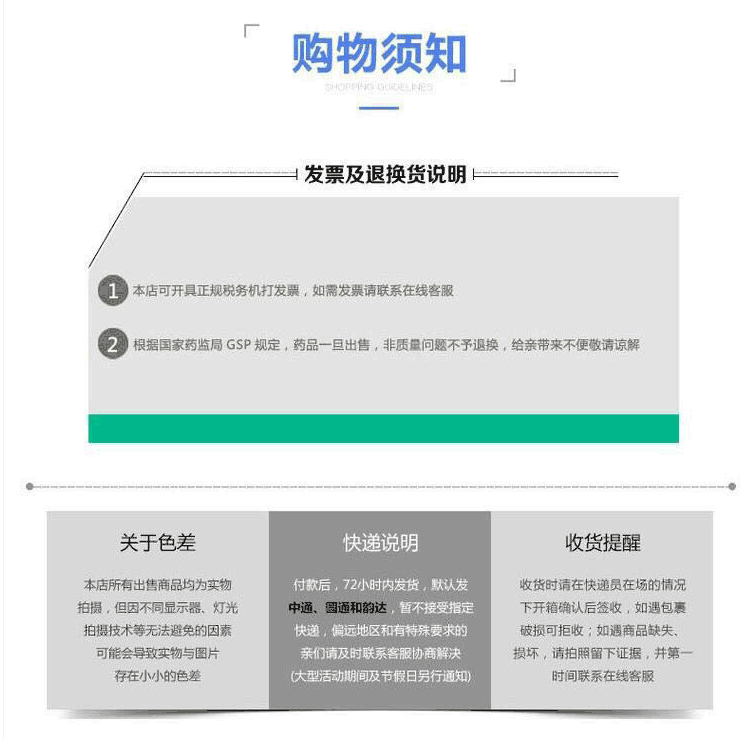 购物须知
SHOPPING GUIDELINES
发票及退换货说明
1 本店可开具正规税务机打发票，如需发票请联系在线客服
2 根据国家药监局 GSP 规定，药品一旦出售，非质量问题不予退换，给亲带来不便敬请谅解
关于色差
本店所有出售商品均为实物
拍摄，但因不同显示器、灯光
拍摄技术等无法避免的因素
可能会导致实物与图片
存在小小的色差
快递说明
付款后，72小时内发货，默认发
中通、圆通和韵达，暂不接受指定
快递，偏远地区和有特殊要求的
亲们请及时联系客服协商解决
(大型活动期间及节假日另行通知)
收货提醒
收货时请在快递员在场的情况
下开箱确认后签收，如遇包裹
破损可拒收；如遇商品缺失、
损坏，请拍照留下证据，并第一
时间联系在线客服